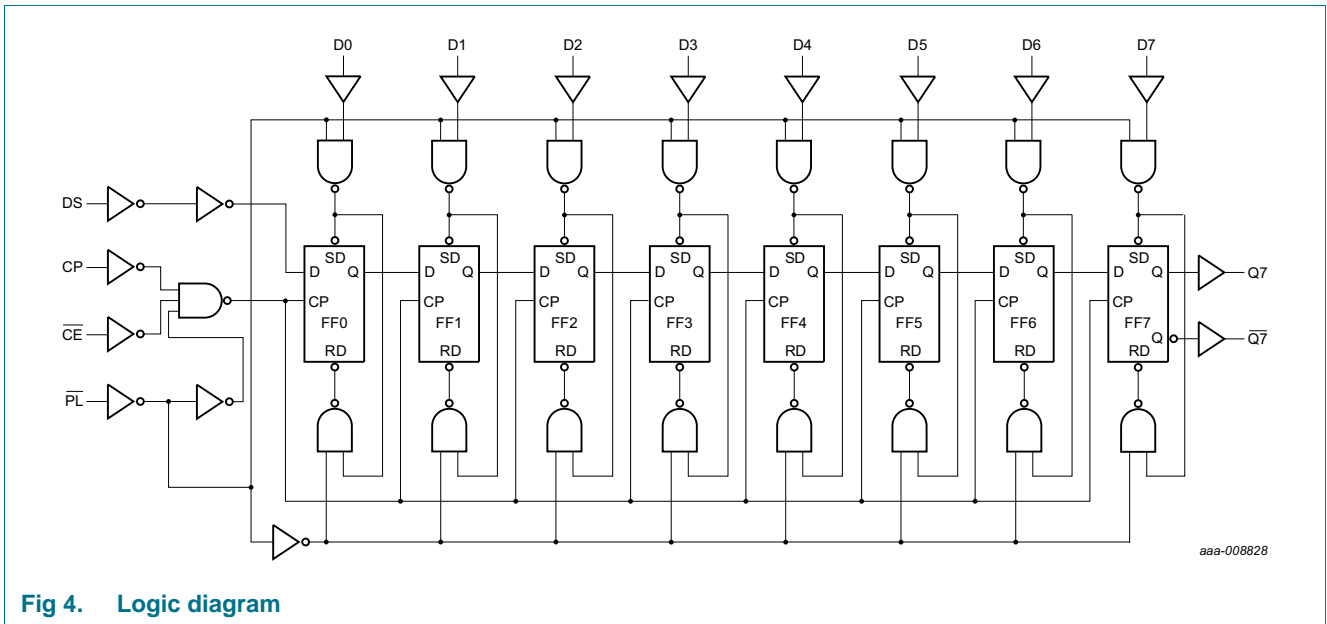 D0 D1 D2 D3 D4 D5 D6 D7
DS
SD SD SD SD SD SD SD SD
CP
D Q D Q D Q D Q D Q D Q D Q D Q Q7
CP CP CP CP CP CP CP CP
FF0 FF1 FF2 FF3 FF4 FF5 FF6 FF7
CE
Q Q7
RD RD RD RD RD RD RD RD
PL
aaa-008828
Fig 4. Logic diagram